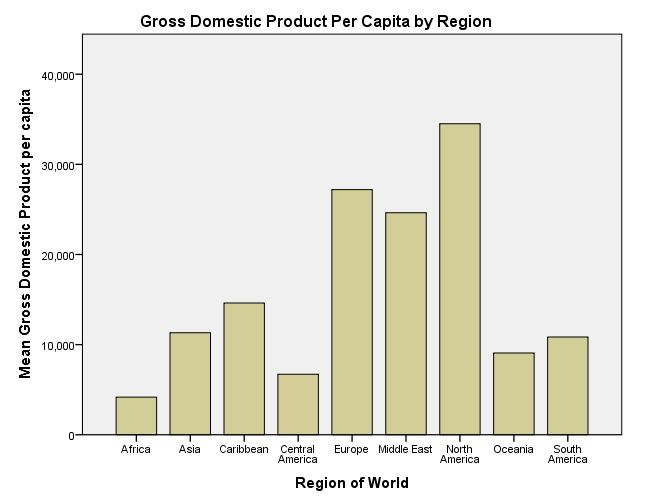 Gross Domestic Product Per Capita by Region
Mean Gross Domestic Product per capita
40,000
30,000
20,000
10,000
0
Africa
Asia
Caribbean
Central
America
Europe
Middle East
North
America
Oceania
South
America
Region of World